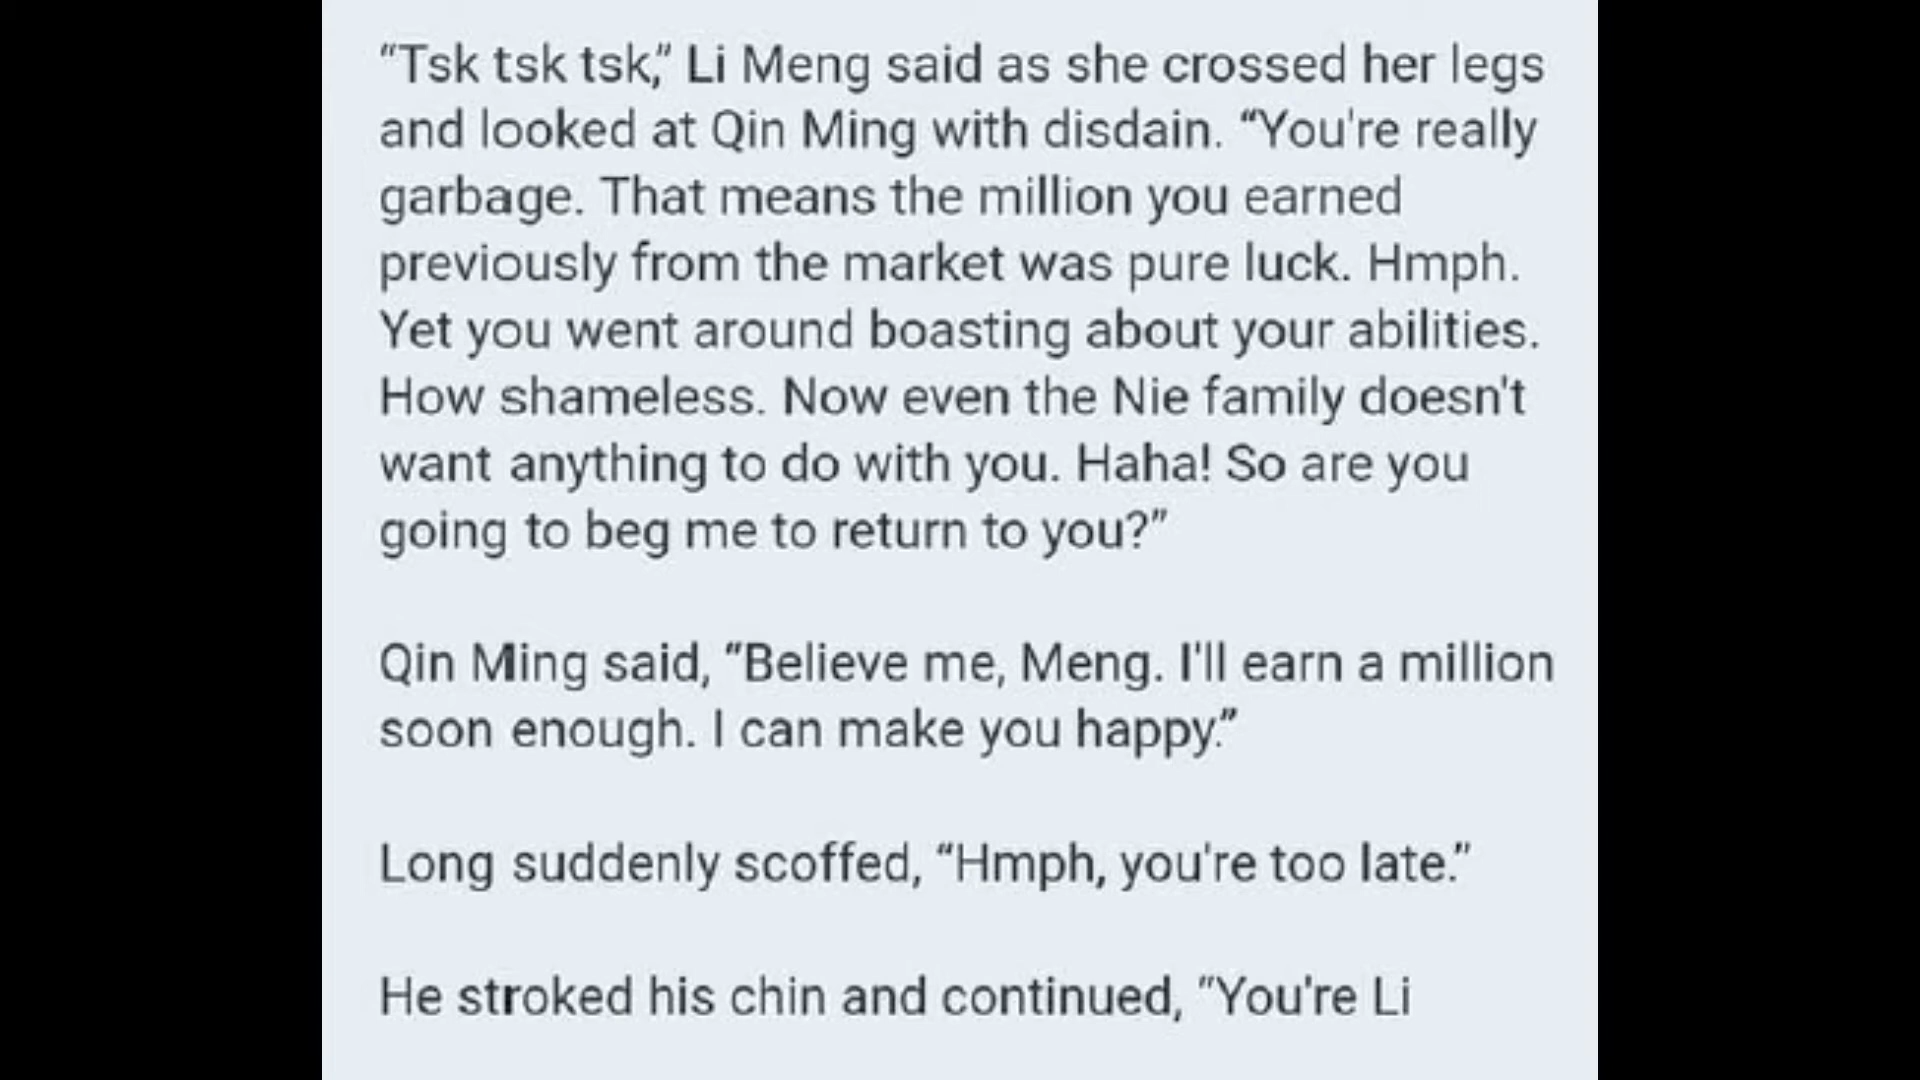 “Tsk tsk tsk,” Li Meng said as she crossed her legs
and looked at Qin Ming with disdain. “You're really
garbage. That means the million you earned
previously from the market was pure luck. Hmph.
Yet you went around boasting about your abilities.
How shameless. Now even the Nie family doesn't
want anything to do with you. Haha! So are you
going to beg me to return to you?”
Qin Ming said, “Believe me, Meng. I'll earn a million
soon enough. I can make you happy.”
Long suddenly scoffed, “Hmph, you're too late.”
He stroked his chin and continued, “You're Li